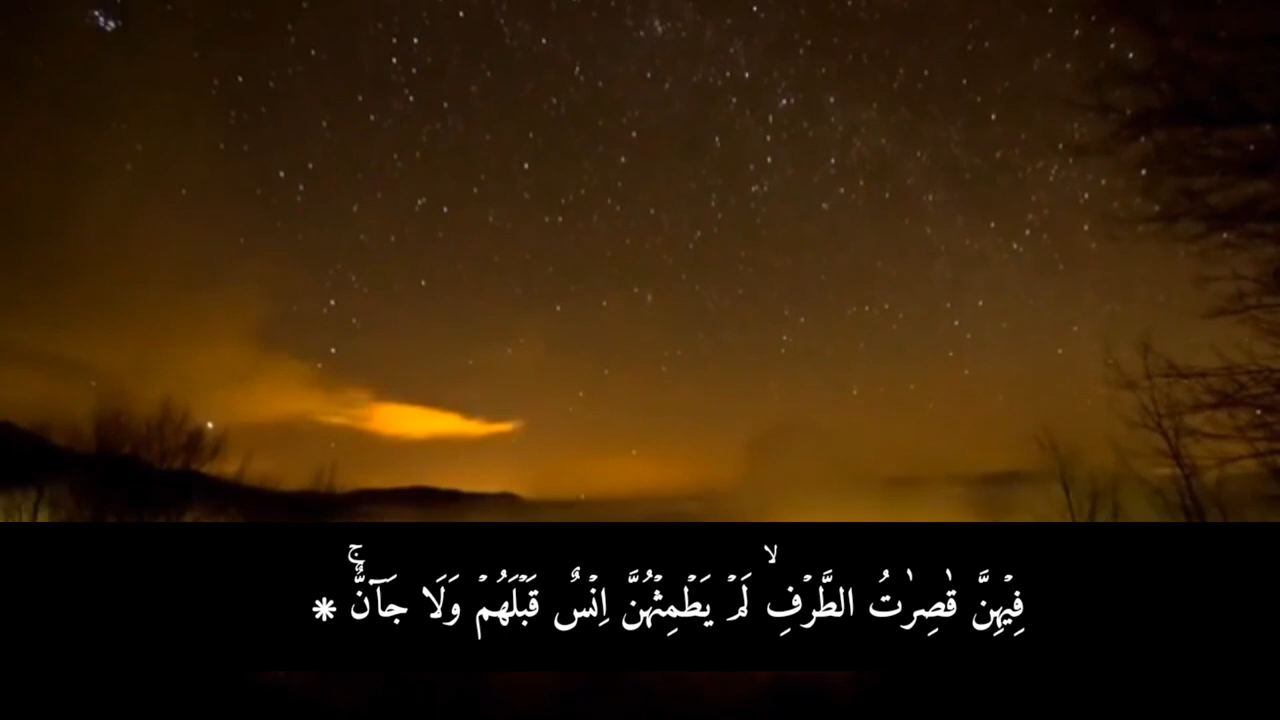 فِيْهِنَّ قٰصِرٰتُ الطَّرْفِۙ لَمْ يَطْمِثْهُنَّ اِنْسٌ قَبْلَهُمْ وَلَا جَآنٌّۚ *